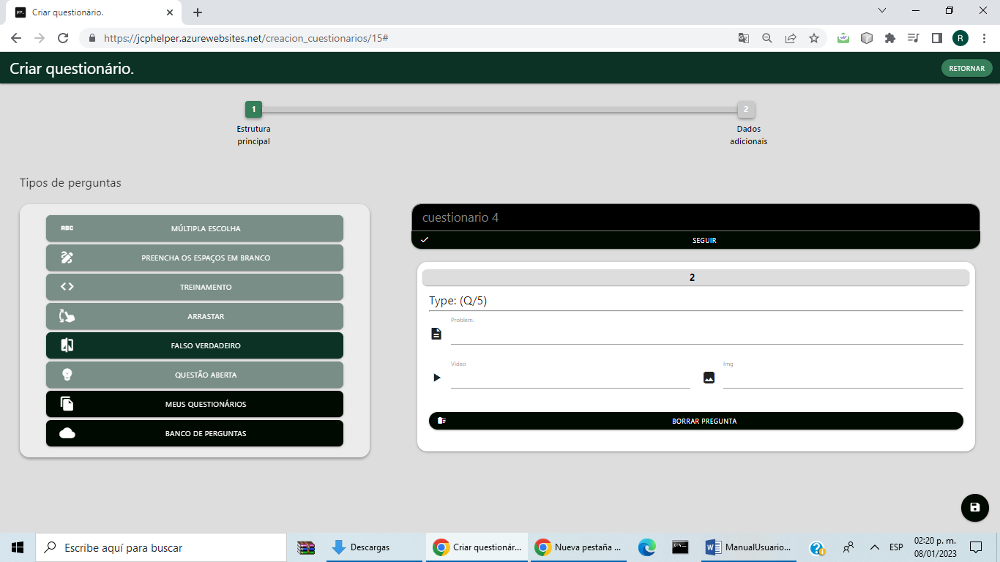 Criar questionário.
https://jcphelper.azurewebsites.net/creacion_cuestionarios/15#
R
Criar questionário.
RETORNAR
1
2
Estrutura
principal
Dados
adicionais
Tipos de perguntas
ABC
MÚLTIPLA ESCOLHA
PREENCHA OS ESPAÇOS EM BRANCO
TREINAMENTO
ARRASTAR
FALSO VERDADEIRO
QUESTÃO ABERTA
MEUS QUESTIONÁRIOS
BANCO DE PERGUNTAS
cuestionario 4
SEGUIR
2
Type: (Q/5)
Problem.
Video
Img
BORRAR PREGUNTA
Escribe aquí para buscar
Descargas
Criar questionár...
Nueva pestaña ...
ManualUsuario...
ESP
02:20 p. m.
08/01/2023